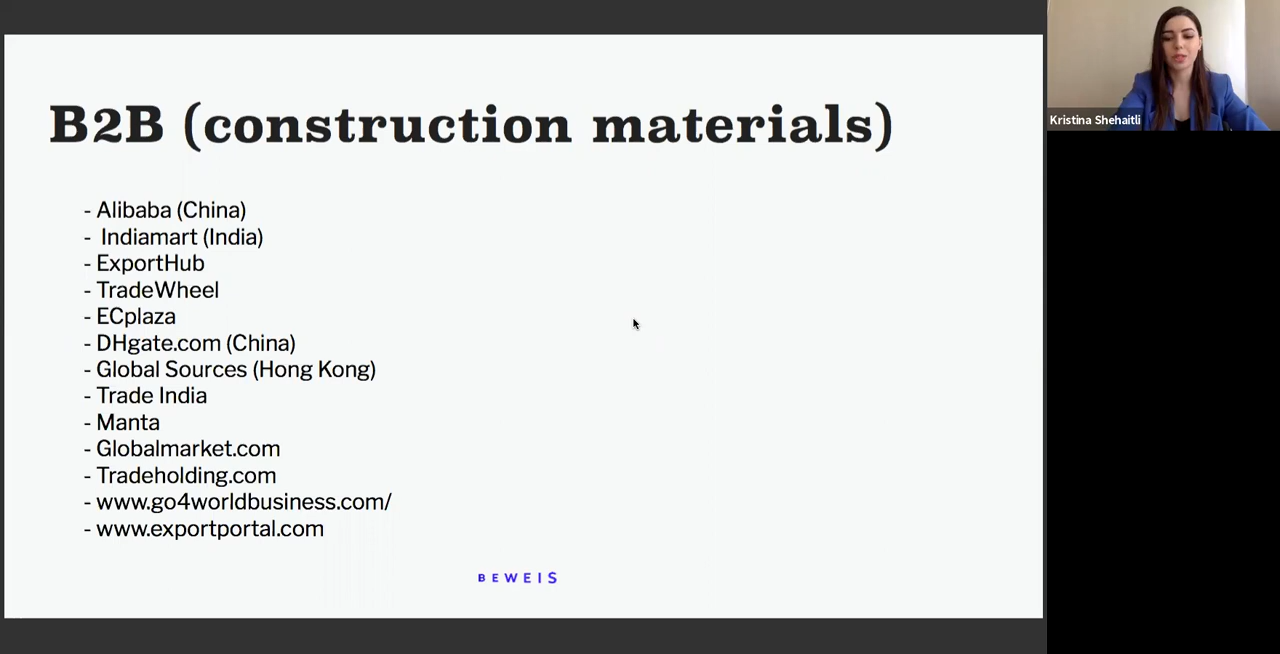 B2B (construction materials)
- Alibaba (China)
- Indiamart (India)
- ExportHub
- TradeWheel
- ECplaza
- DHgate.com (China)
- Global Sources (Hong Kong)
- Trade India
- Manta
- Globalmarket.com
- Tradeholding.com
- www.go4worldbusiness.com/
- www.exportportal.com
BEWEIS
Kristina Shehaitli